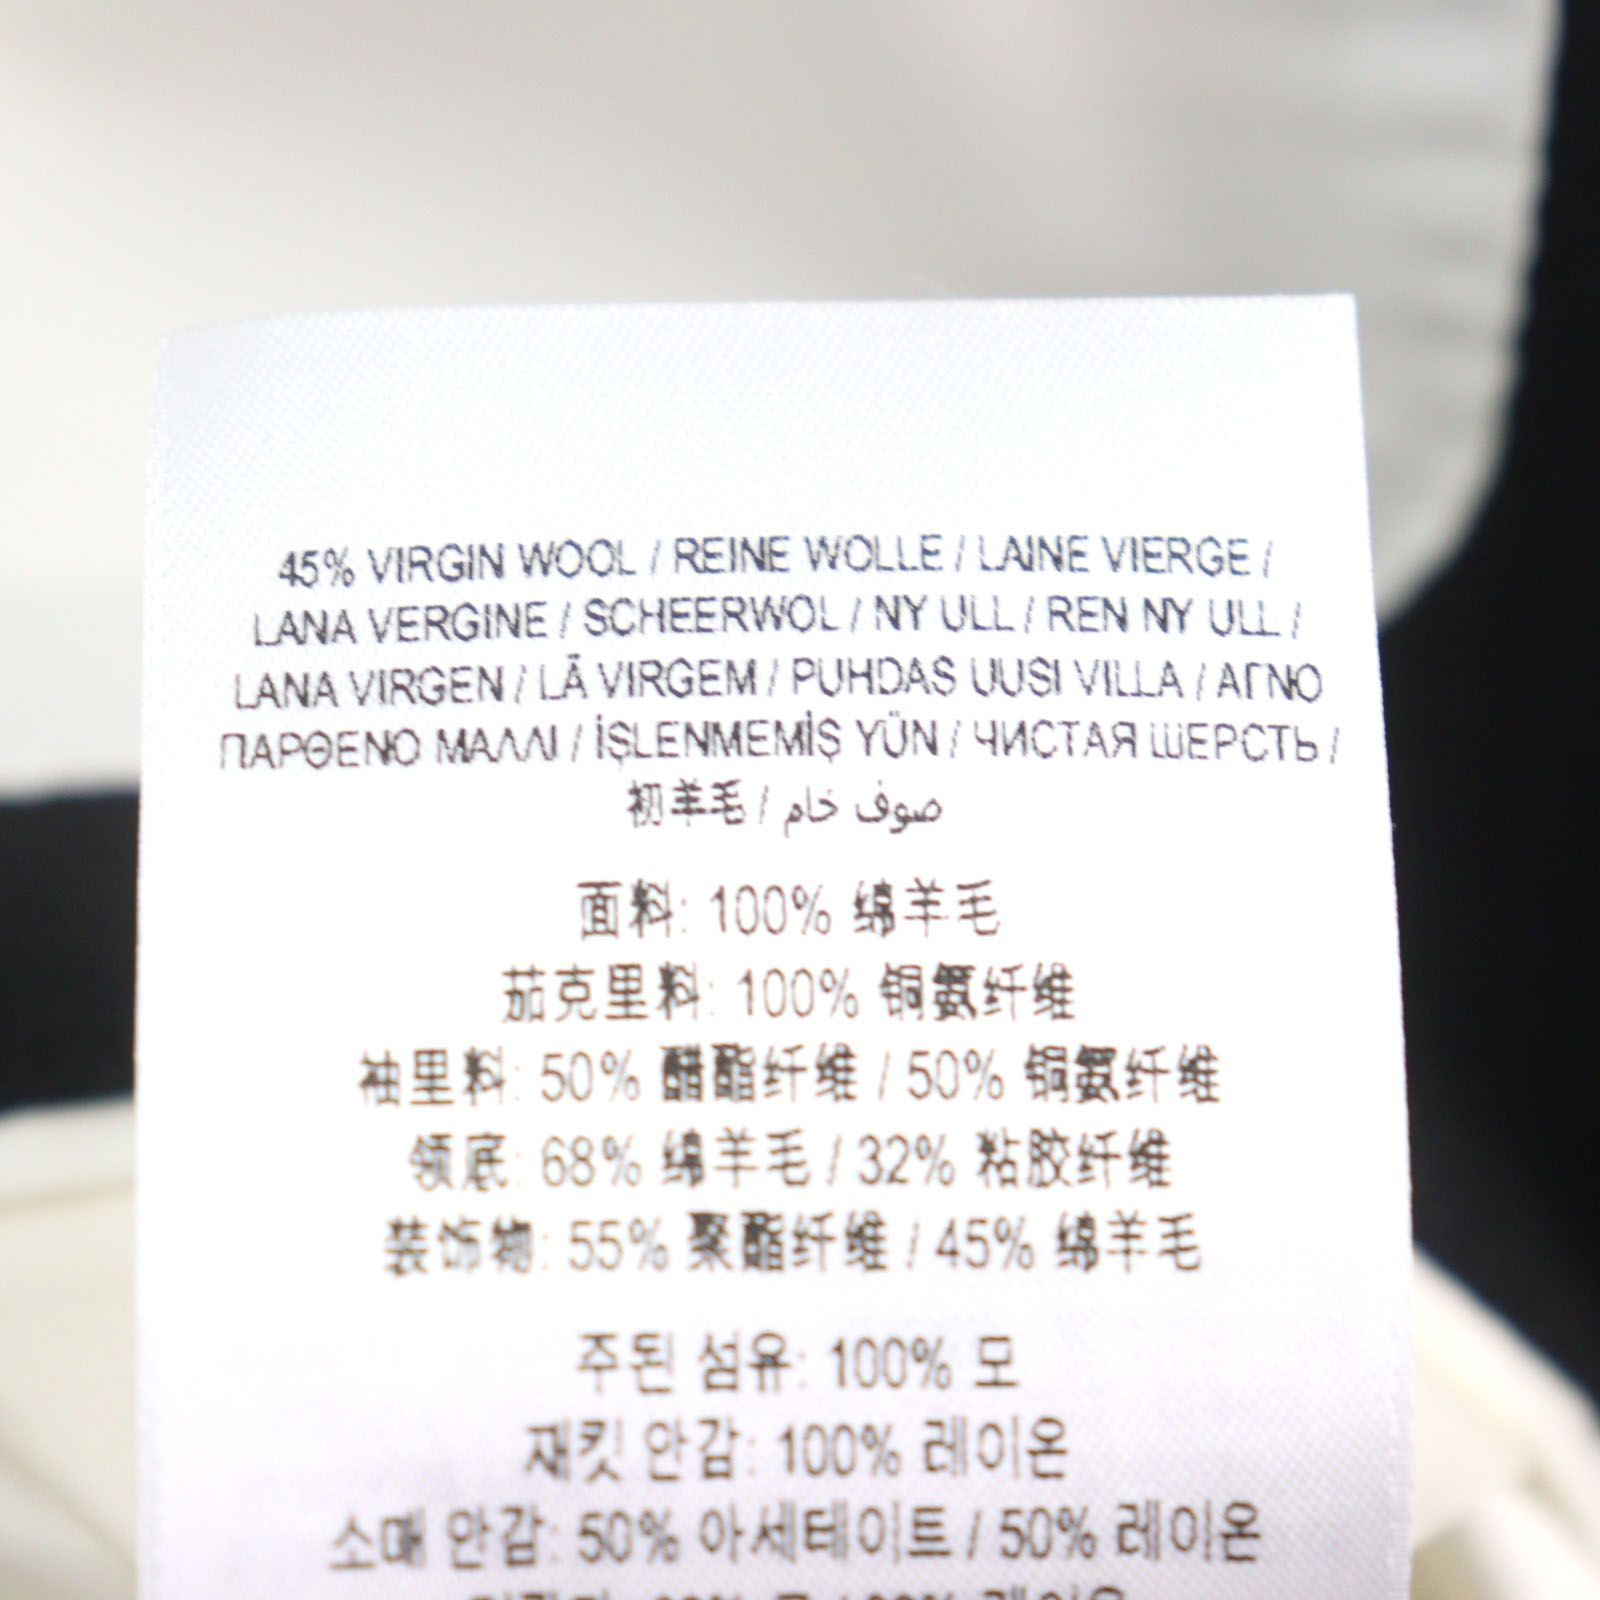 45% VIRGIN WOOL / REINE WOLLE / LAINE VIERGE /
LANA VERGINE / SCHEERWOL / NY ULL / REN NY ULL /
LANA VIRGEN / LÃ VIRGEM / PUHDAS UUSI VILLA / ΑΓΝΟ
ΠΑΡΘΕΝΟ ΜΑΛΛΙ / İŞLENMEMİŞ YÜN / ЧИСТАЯ ШЕРСТЬ /
初羊毛 / صوف خام
面料: 100% 绵羊毛
茄克里料: 100% 铜氨纤维
袖里料: 50% 醋酯纤维 / 50% 铜氨纤维
领底: 68% 绵羊毛 / 32% 粘胶纤维
装饰物: 55% 聚酯纤维 / 45% 绵羊毛
주된 섬유: 100% 모
재킷 안감: 100% 레이온
소매 안감: 50% 아세테이트 / 50% 레이온